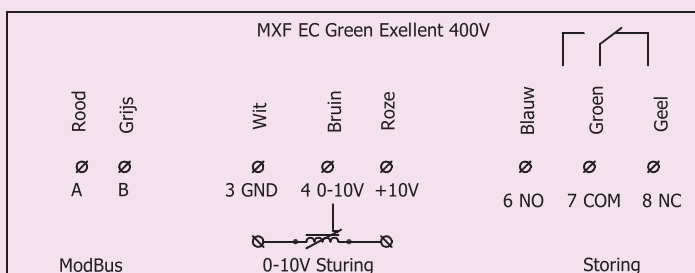 MXF EC Green Exellent 400V
Rood Grijs Wit Bruin Roze Blauw Groen Geel
A B 3 GND 4 0-10V +10V 6 NO 7 COM 8 NC
ModBus 0-10V Sturing Storing